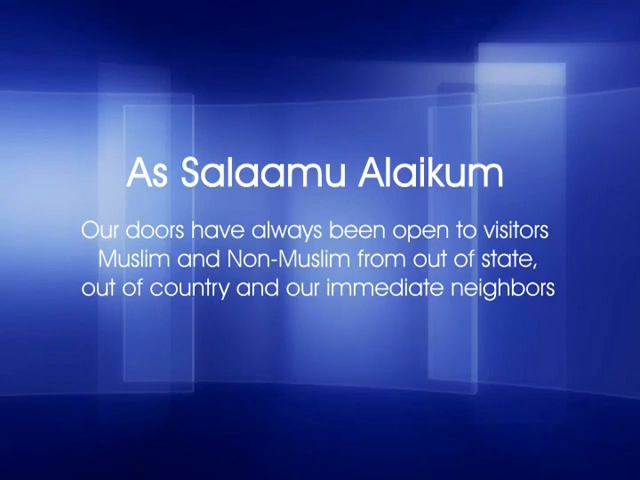 As Salaamu Alaikum
Our doors have always been open to visitors
Muslim and Non-Muslim from out of state,
out of country and our immediate neighbors